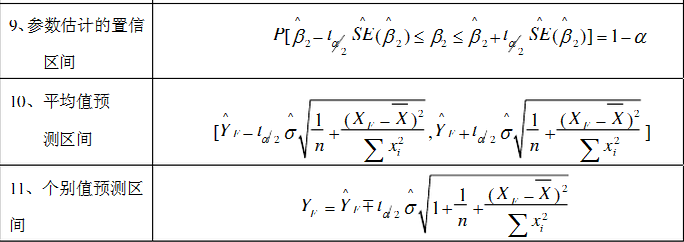 9、参数估计的置信
区间
$P[\hat{\beta}_2 - t_{\alpha/2} \hat{SE}(\hat{\beta}_2) \leq \beta_2 \leq \hat{\beta}_2 + t_{\alpha/2} \hat{SE}(\hat{\beta}_2)] = 1 - \alpha$
10、平均值预
测区间
$[\hat{Y}_F - t_{\alpha/2} \hat{\sigma} \sqrt{\frac{1}{n} + \frac{(X_F - \overline{X})^2}{\sum x_i^2}}, \hat{Y}_F + t_{\alpha/2} \hat{\sigma} \sqrt{\frac{1}{n} + \frac{(X_F - \overline{X})^2}{\sum x_i^2}}]$
11、个别值预测区
间
$Y_F = \hat{Y}_F \mp t_{\alpha/2} \hat{\sigma} \sqrt{1 + \frac{1}{n} + \frac{(X_F - \overline{X})^2}{\sum x_i^2}}$